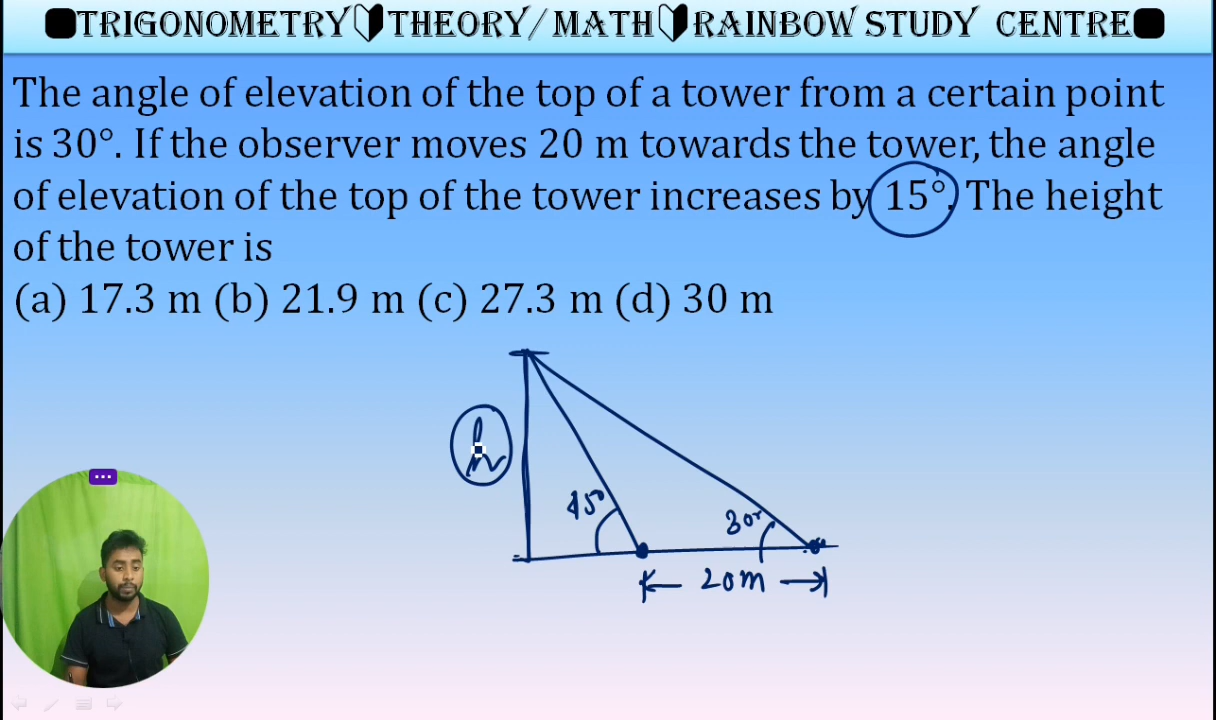 TRIGONOMETRY THEORY/MATH RAINBOW STUDY CENTRE
The angle of elevation of the top of a tower from a certain point
is 30°. If the observer moves 20 m towards the tower, the angle
of elevation of the top of the tower increases by 15°. The height
of the tower is
(a) 17.3 m (b) 21.9 m (c) 27.3 m (d) 30 m
h
45° 30°
20m